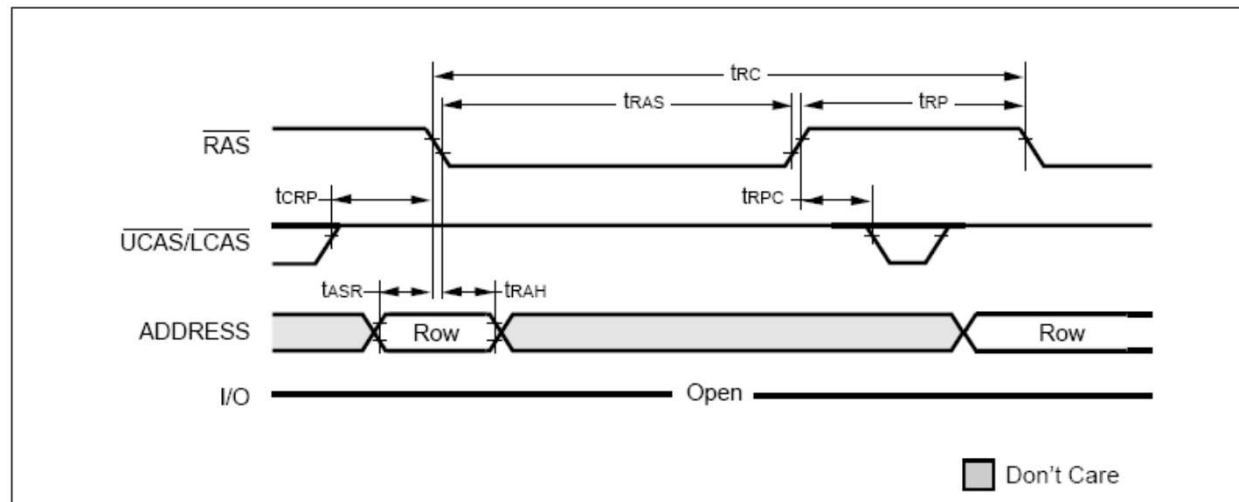 tRC
tRAS
tRP
RAS
tCRP
tRPC
UCAS/LCAS
tASR
tRAH
ADDRESS
Row
Row
I/O
Open
Don't Care